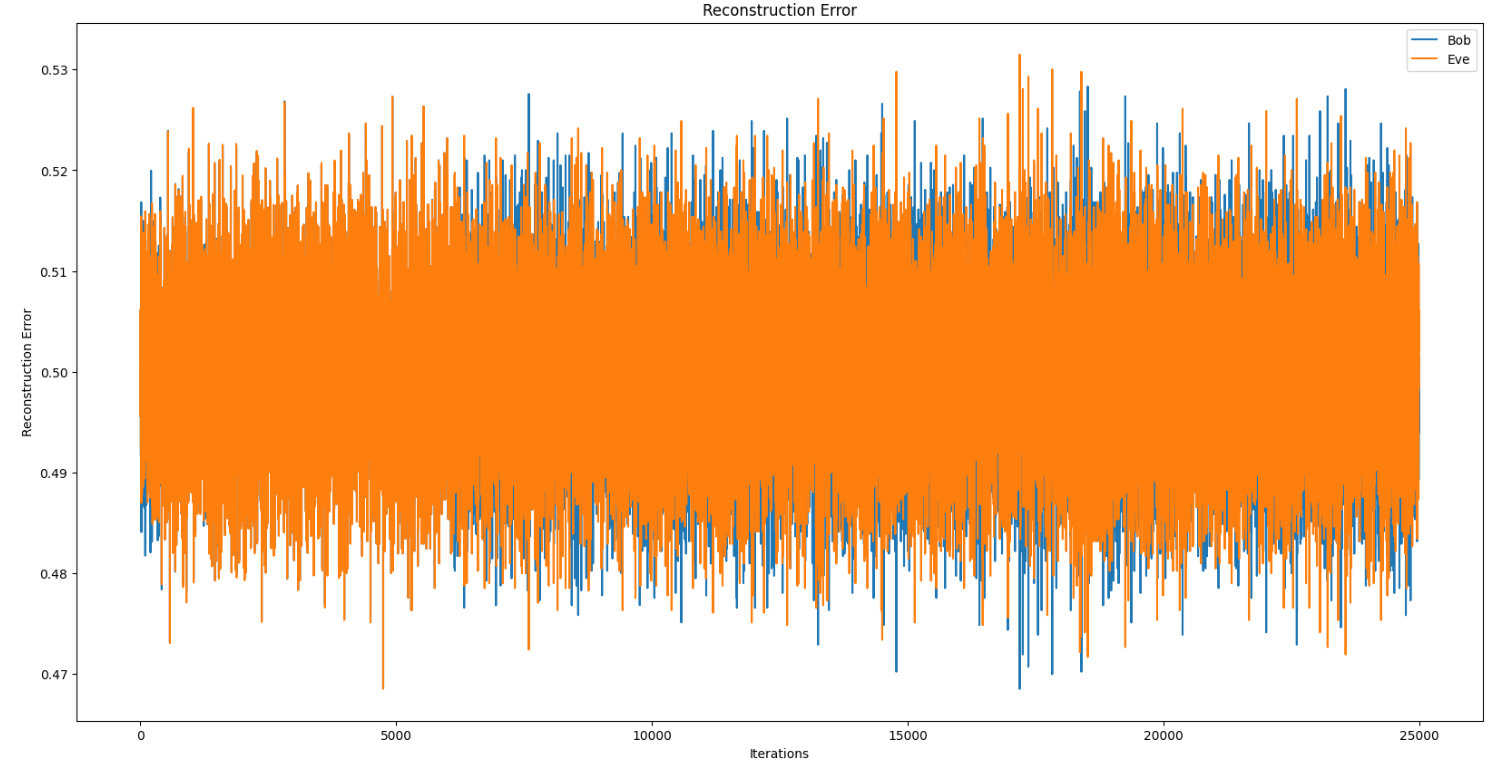 Reconstruction Error
Bob
Eve
Reconstruction Error
0.53
0.52
0.51
0.50
0.49
0.48
0.47
0
5000
10000
15000
20000
25000
Iterations